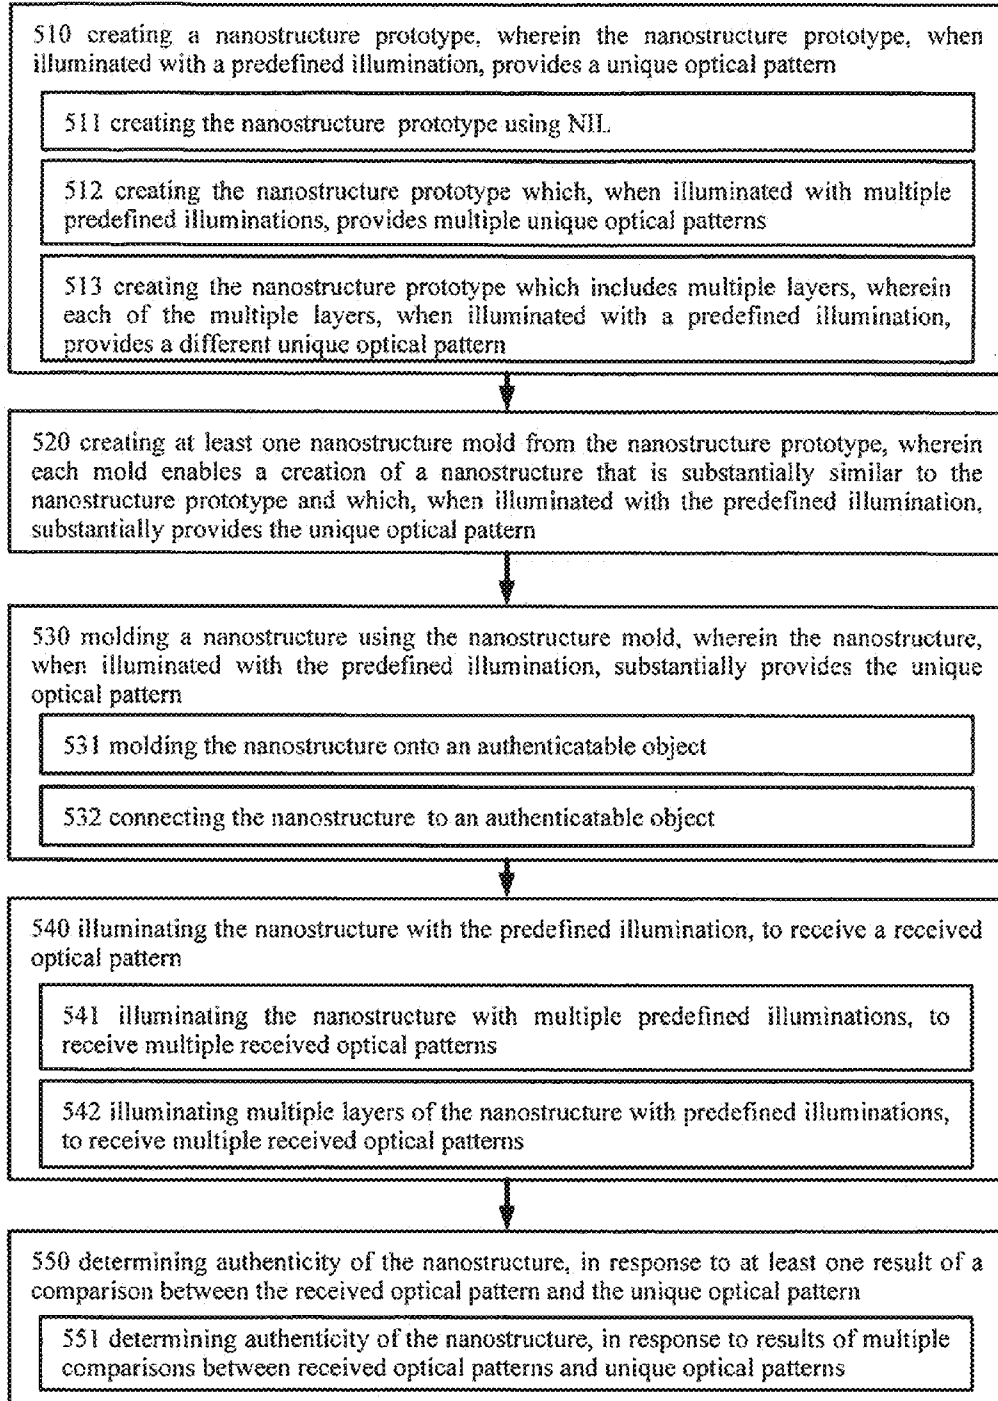 510 creating a nanostructure prototype, wherein the nanostructure prototype, when
illuminated with a predefined illumination, provides a unique optical pattern
511 creating the nanostructure prototype using NIL
512 creating the nanostructure prototype which, when illuminated with multiple
predefined illuminations, provides multiple unique optical patterns
513 creating the nanostructure prototype which includes multiple layers, wherein
each of the multiple layers, when illuminated with a predefined illumination,
provides a different unique optical pattern
520 creating at least one nanostructure mold from the nanostructure prototype, wherein
each mold enables a creation of a nanostructure that is substantially similar to the
nanostructure prototype and which, when illuminated with the predefined illumination,
substantially provides the unique optical pattern
530 molding a nanostructure using the nanostructure mold, wherein the nanostructure,
when illuminated with the predefined illumination, substantially provides the unique
optical pattern
531 molding the nanostructure onto an authenticatable object
532 connecting the nanostructure to an authenticatable object
540 illuminating the nanostructure with the predefined illumination, to receive a received
optical pattern
541 illuminating the nanostructure with multiple predefined illuminations, to
receive multiple received optical patterns
542 illuminating multiple layers of the nanostructure with predefined illuminations,
to receive multiple received optical patterns
550 determining authenticity of the nanostructure, in response to at least one result of a
comparison between the received optical pattern and the unique optical pattern
551 determining authenticity of the nanostructure, in response to results of multiple
comparisons between received optical patterns and unique optical patterns